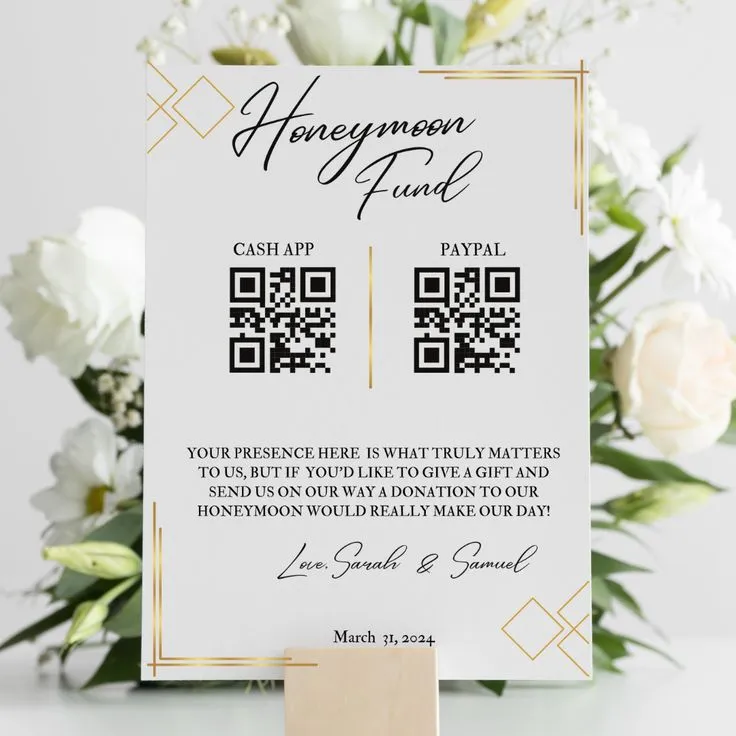 Honeymoon
Fund
CASH APP
PAYPAL
YOUR PRESENCE HERE IS WHAT TRULY MATTERS
TO US, BUT IF YOU'D LIKE TO GIVE A GIFT AND
SEND US ON OUR WAY A DONATION TO OUR
HONEYMOON WOULD REALLY MAKE OUR DAY!
Love, Sarah & Samuel
March 31, 2024